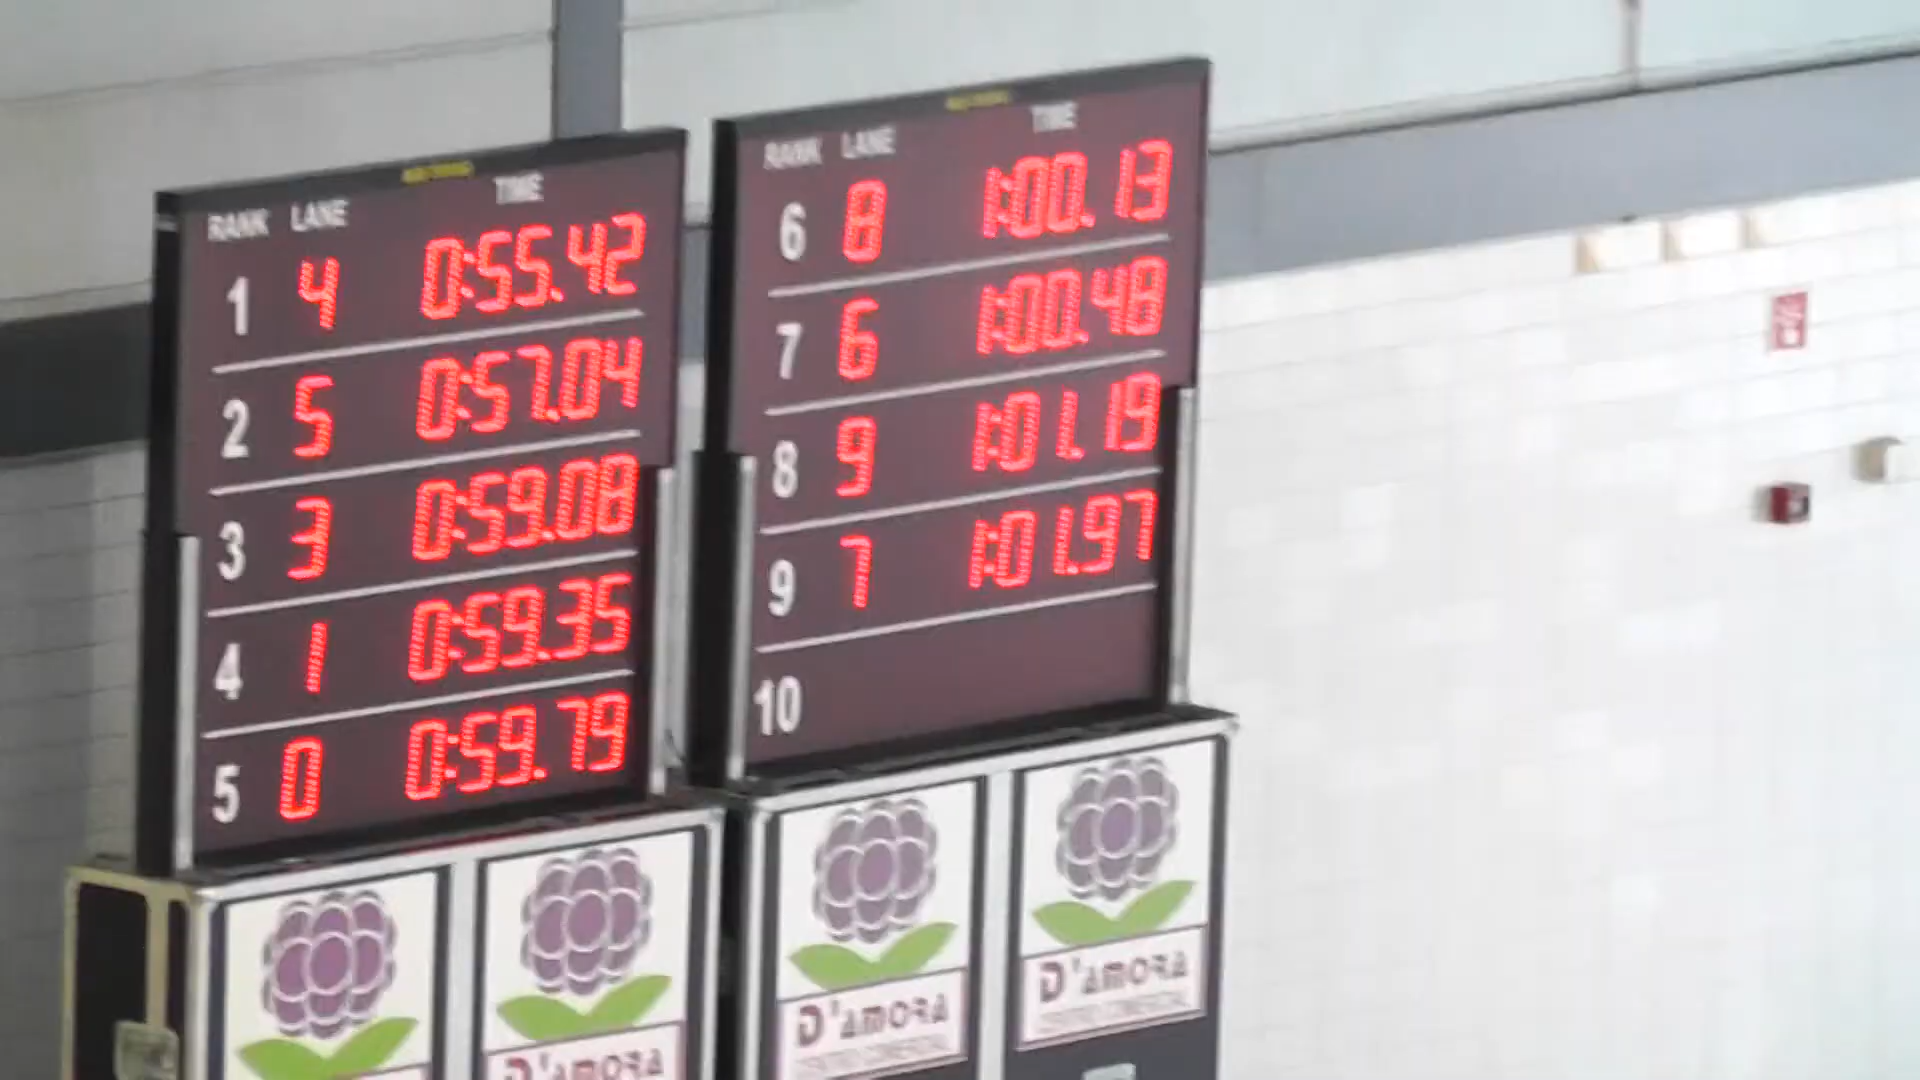 RANK LANE TIME
1 4 0:55.42
2 5 0:57.04
3 3 0:59.08
4 1 0:59.35
5 0 0:59.79
RANK LANE TIME
6 8 1:00.13
7 6 1:00.48
8 9 1:01.19
9 7 1:01.97
10
D'AMORA
D'AMORA
D'AMORA